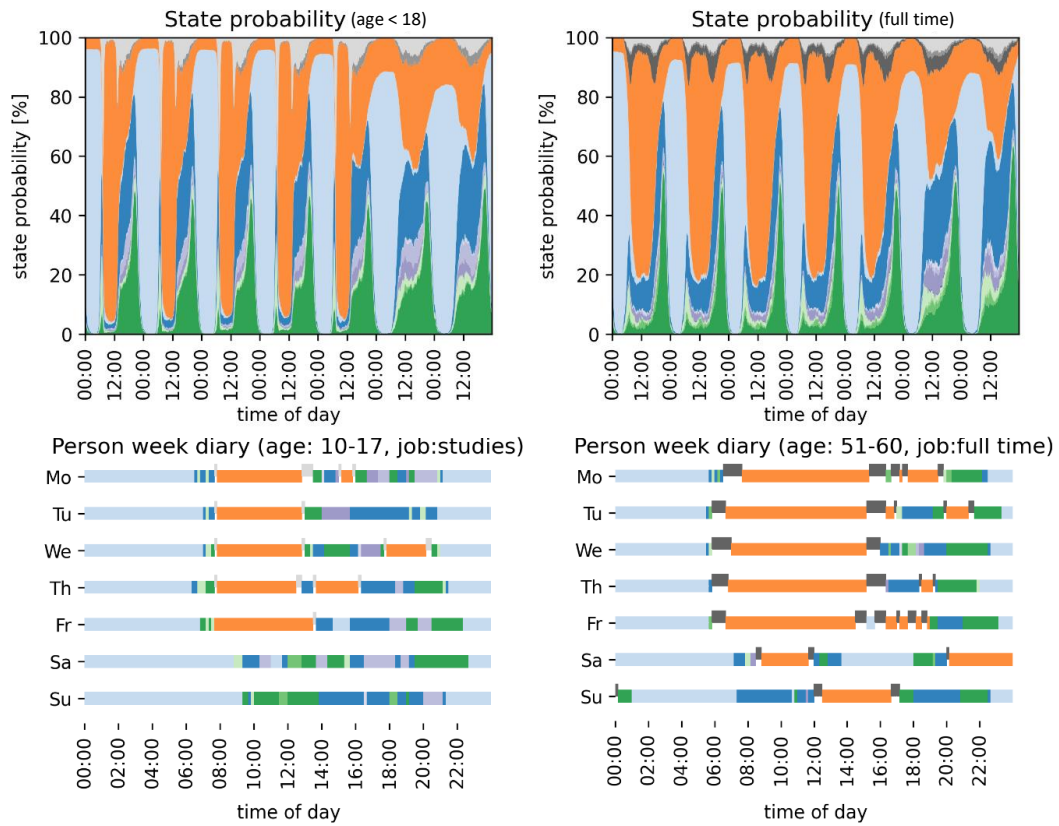 State probability (age < 18)
state probability [%]
100
80
60
40
20
0
00:00
12:00
00:00
12:00
00:00
12:00
00:00
12:00
00:00
12:00
00:00
12:00
00:00
12:00
time of day
State probability (full time)
state probability [%]
100
80
60
40
20
0
00:00
12:00
00:00
12:00
00:00
12:00
00:00
12:00
00:00
12:00
00:00
12:00
00:00
12:00
time of day
Person week diary (age: 10-17, job:studies)
Mo
Tu
We
Th
Fr
Sa
Su
00:00
02:00
04:00
06:00
08:00
10:00
12:00
14:00
16:00
18:00
20:00
22:00
time of day
Person week diary (age: 51-60, job:full time)
Mo
Tu
We
Th
Fr
Sa
Su
00:00
02:00
04:00
06:00
08:00
10:00
12:00
14:00
16:00
18:00
20:00
22:00
time of day